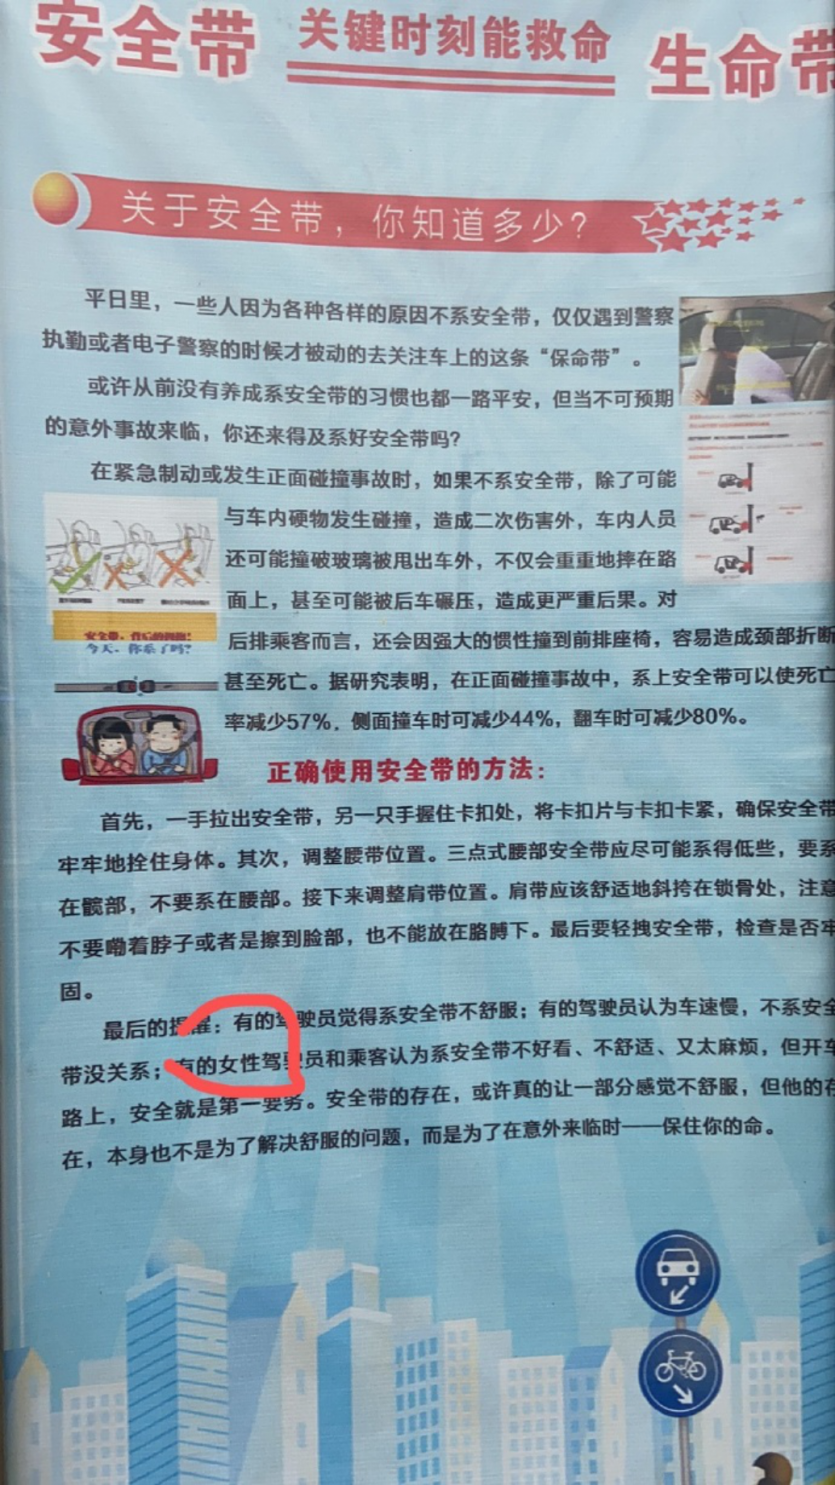 安全带 关键时刻能救命 生命带
关于安全带，你知道多少？
平日里，一些人因为各种各样的原因不系安全带，仅仅遇到警察
执勤或者电子警察的时候才被动的去关注车上的这条“保命带”。
或许从前没有养成系安全带的习惯也都一路平安，但当不可预期
的意外事故来临，你还来得及系好安全带吗？
在紧急制动或发生正面碰撞事故时，如果不系安全带，除了可能
与车内硬物发生碰撞，造成二次伤害外，车内人员
还可能撞破玻璃被甩出车外，不仅会重重地摔在路
面上，甚至可能被后车碾压，造成更严重后果。对
后排乘客而言，还会因强大的惯性撞到前排座椅，容易造成颈部折断
甚至死亡。据研究表明，在正面碰撞事故中，系上安全带可以使死亡
率减少57%．侧面撞车时可减少44%，翻车时可减少80%。
安全带，背后的拥抱！
今天，你系了吗？
正确使用安全带的方法：
首先，一手拉出安全带，另一只手握住卡扣处，将卡扣片与卡扣卡紧，确保安全带
牢牢地拴住身体。其次，调整腰带位置。三点式腰部安全带应尽可能系得低些，要系
在髋部，不要系在腰部。接下来调整肩带位置。肩带应该舒适地斜挎在锁骨处，注意
不要嘞着脖子或者是擦到脸部，也不能放在胳膊下。最后要轻拽安全带，检查是否牢
固。
最后的提醒：有的驾驶员觉得系安全带不舒服；有的驾驶员认为车速慢，不系安全
带没关系；有的女性驾驶员和乘客认为系安全带不好看、不舒适、又太麻烦，但开车
路上，安全就是第一要务。安全带的存在，或许真的让一部分感觉不舒服，但他的存
在，本身也不是为了解决舒服的问题，而是为了在意外来临时——保住你的命。